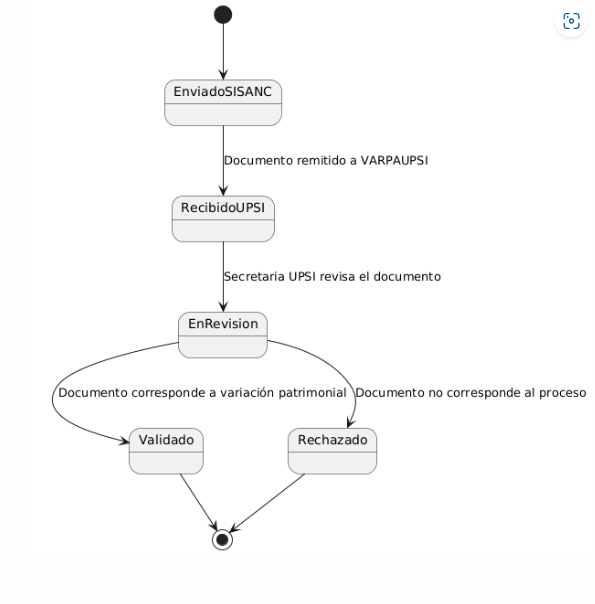 EnviadoSISANC
Documento remitido a VARPAUPSI
RecibidoUPSI
Secretaria UPSI revisa el documento
EnRevision
Documento corresponde a variación patrimonial
Documento no corresponde al proceso
Validado
Rechazado